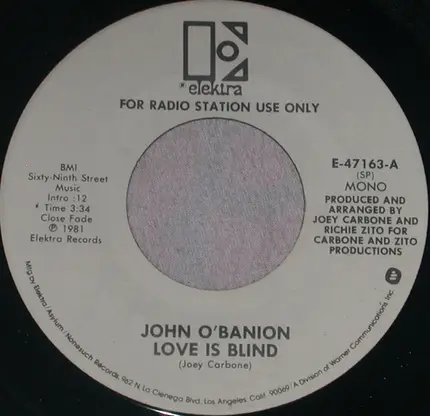 elektra
FOR RADIO STATION USE ONLY
BMI
Sixty-Ninth Street
Music
Intro :12
* Time 3:34
Close Fade
℗ 1981
Elektra Records
E-47163-A
(SP)
MONO
PRODUCED AND
ARRANGED BY
JOEY CARBONE AND
RICHIE ZITO FOR
CARBONE AND ZITO
PRODUCTIONS
JOHN O'BANION
LOVE IS BLIND
(Joey Carbone)
Mfg by Elektra/Asylum/Nonesuch Records 962 N La Cienega Blvd. Los Angeles Calif. 90069/A Division of Warner Communications, Inc.